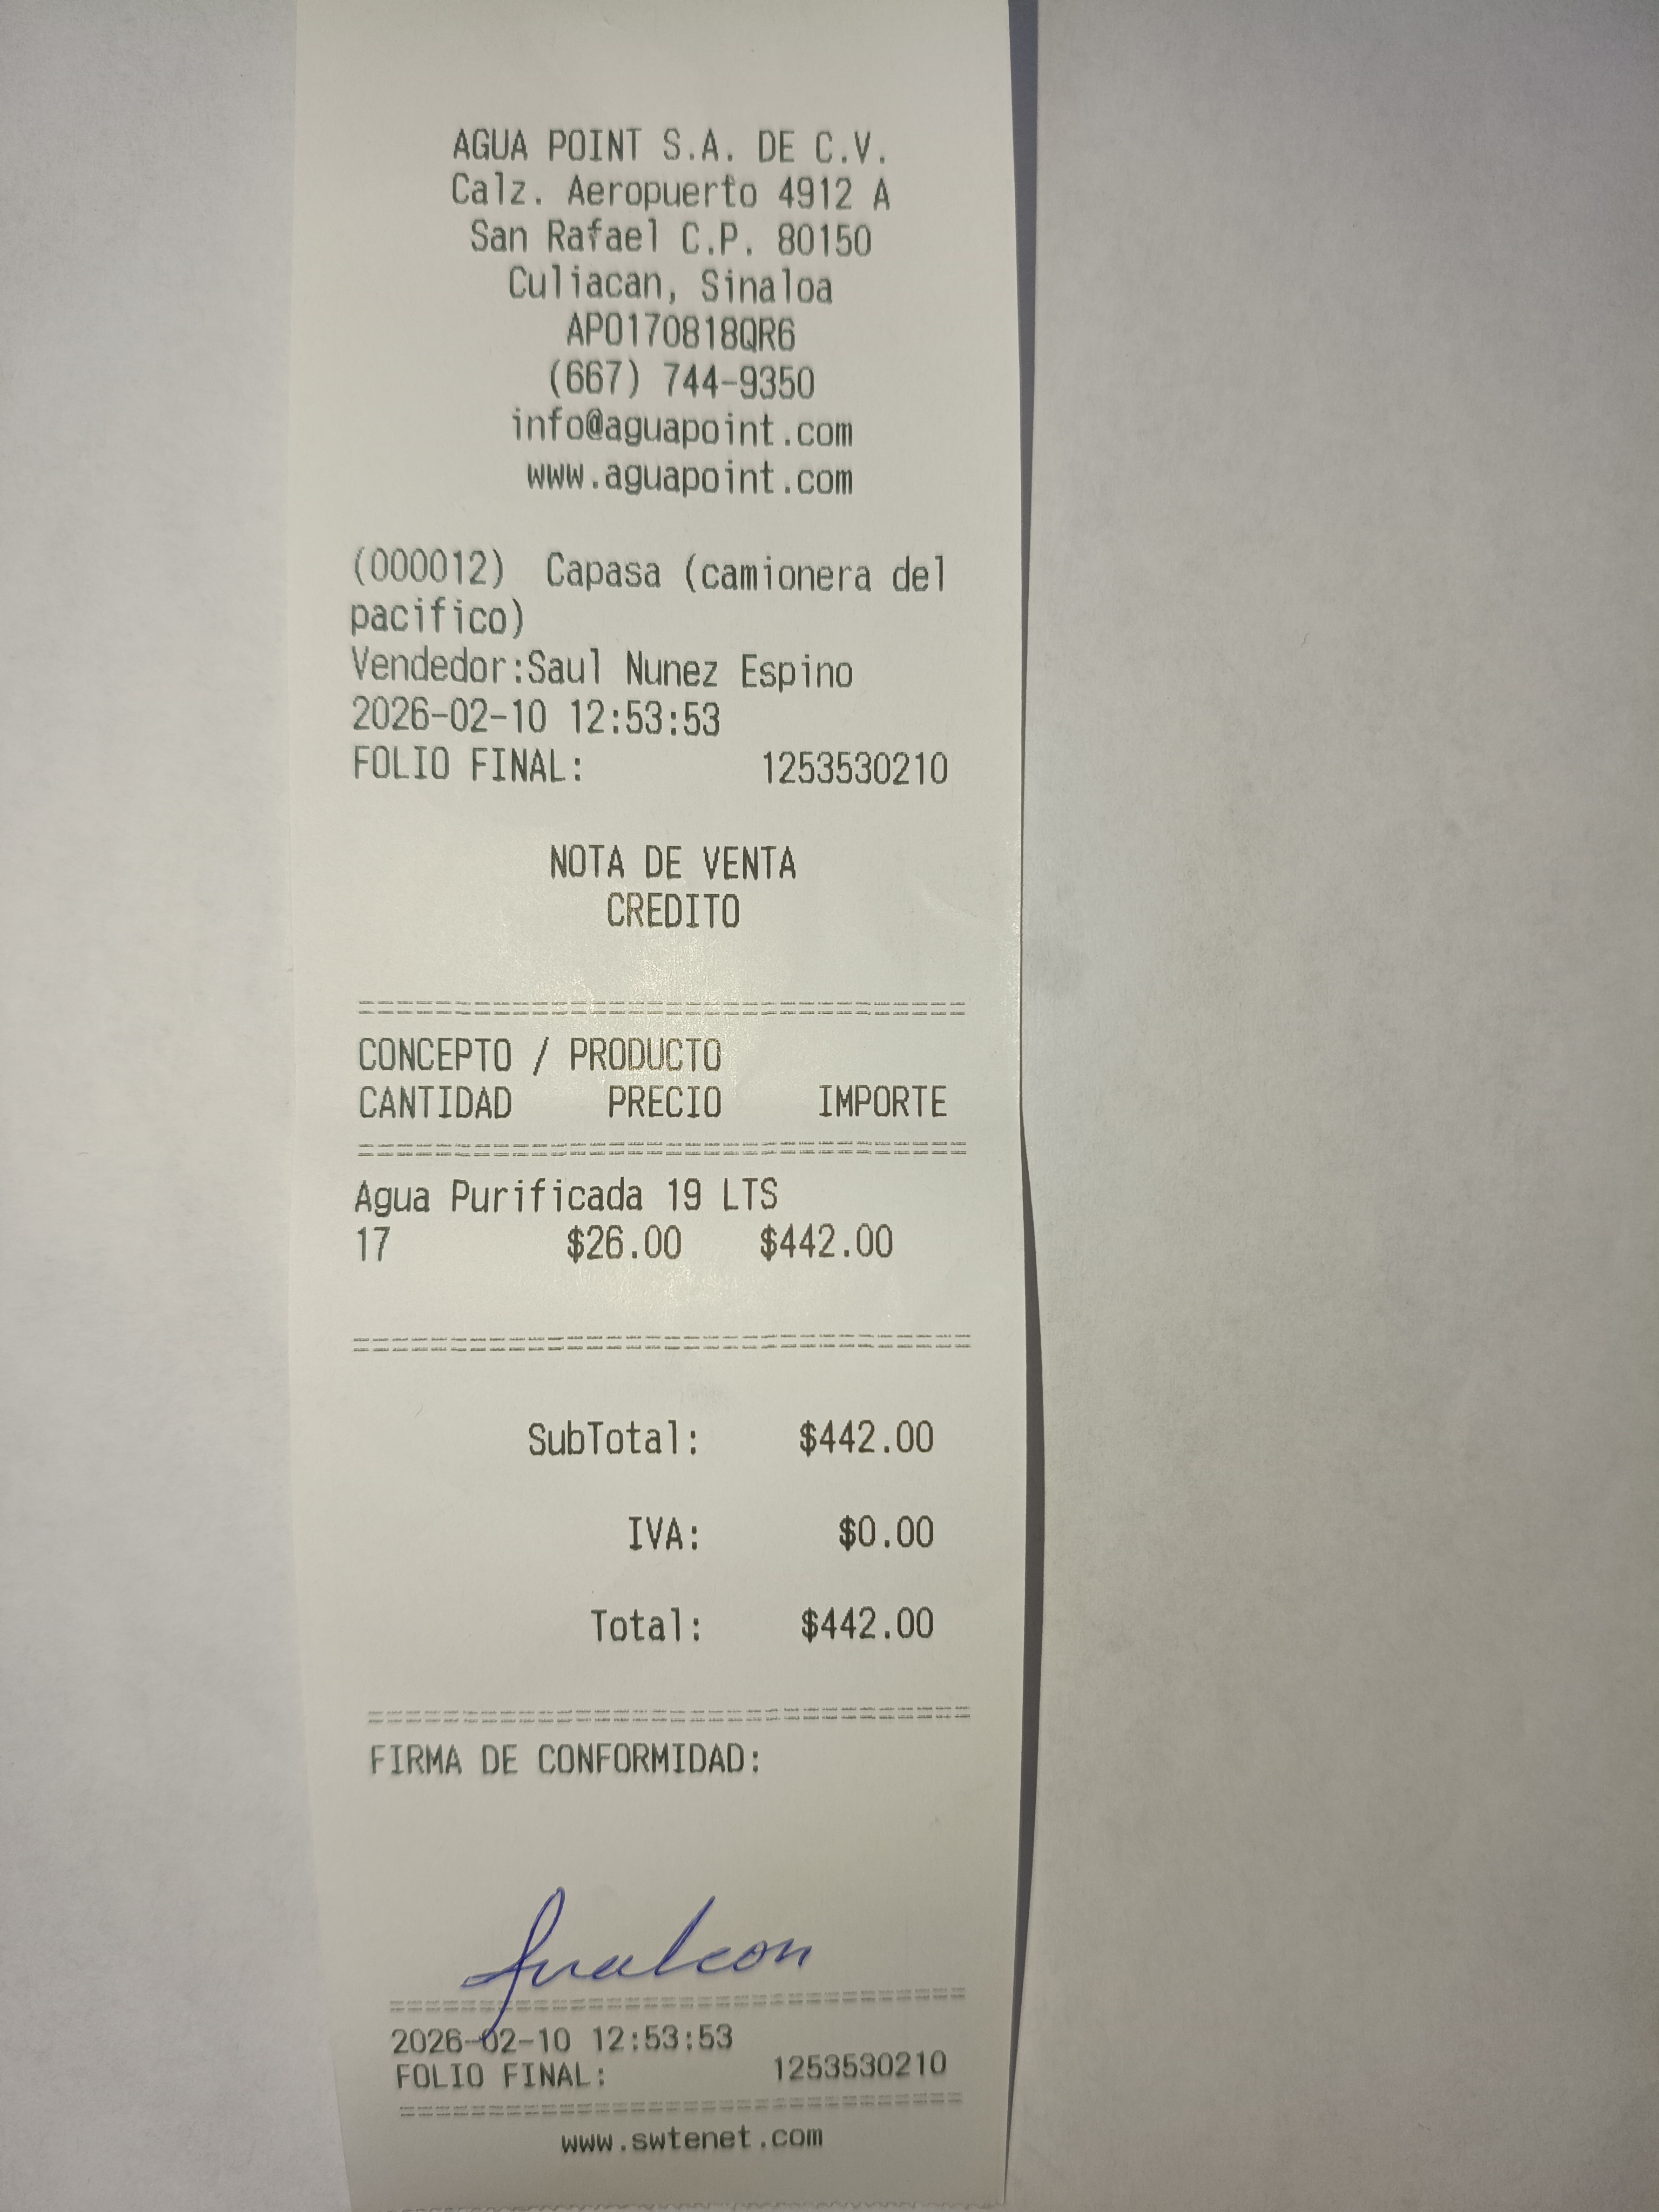 AGUA POINT S.A. DE C.V.
Calz. Aeropuerto 4912 A
San Rafael C.P. 80150
Culiacan, Sinaloa
APO170818QR6
(667) 744-9350
info@aguapoint.com
www.aguapoint.com
(000012) Capasa (camionera del
pacifico)
Vendedor:Saul Nunez Espino
2026-02-10 12:53:53
FOLIO FINAL: 1253530210
NOTA DE VENTA
CREDITO
CONCEPTO / PRODUCTO
CANTIDAD PRECIO IMPORTE
Agua Purificada 19 LTS
17 $26.00 $442.00
SubTotal: $442.00
IVA: $0.00
Total: $442.00
FIRMA DE CONFORMIDAD:
2026-02-10 12:53:53
FOLIO FINAL: 1253530210
www.swtenet.com